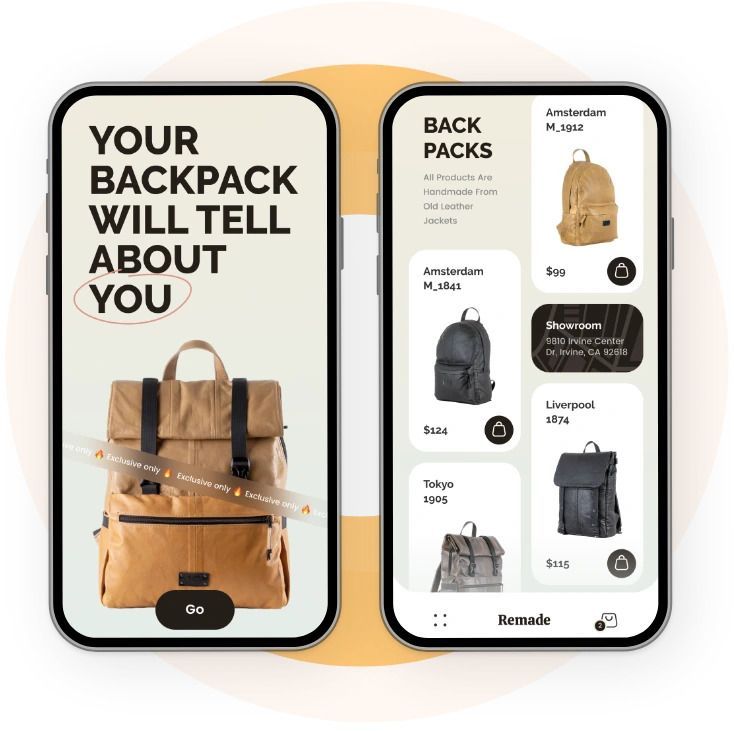 YOUR
BACKPACK
WILL TELL
ABOUT
YOU
Exclusive only 🔥 Exclusive only 🔥 Exclusive only 🔥
Go
BACK
PACKS
All Products Are
Handmade From
Old Leather
Jackets
Amsterdam
M_1841
$124
Tokyo
1905
Amsterdam
M_1912
$99
Showroom
9810 Irvine Center
Dr, Irvine, CA 92618
Liverpool
1874
$115
Remade
2